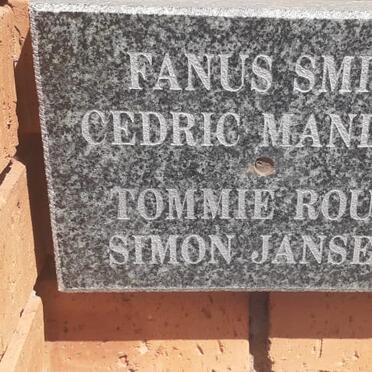 FANUS SMI
CEDRIC MANI
TOMMIE ROU
SIMON JANSE